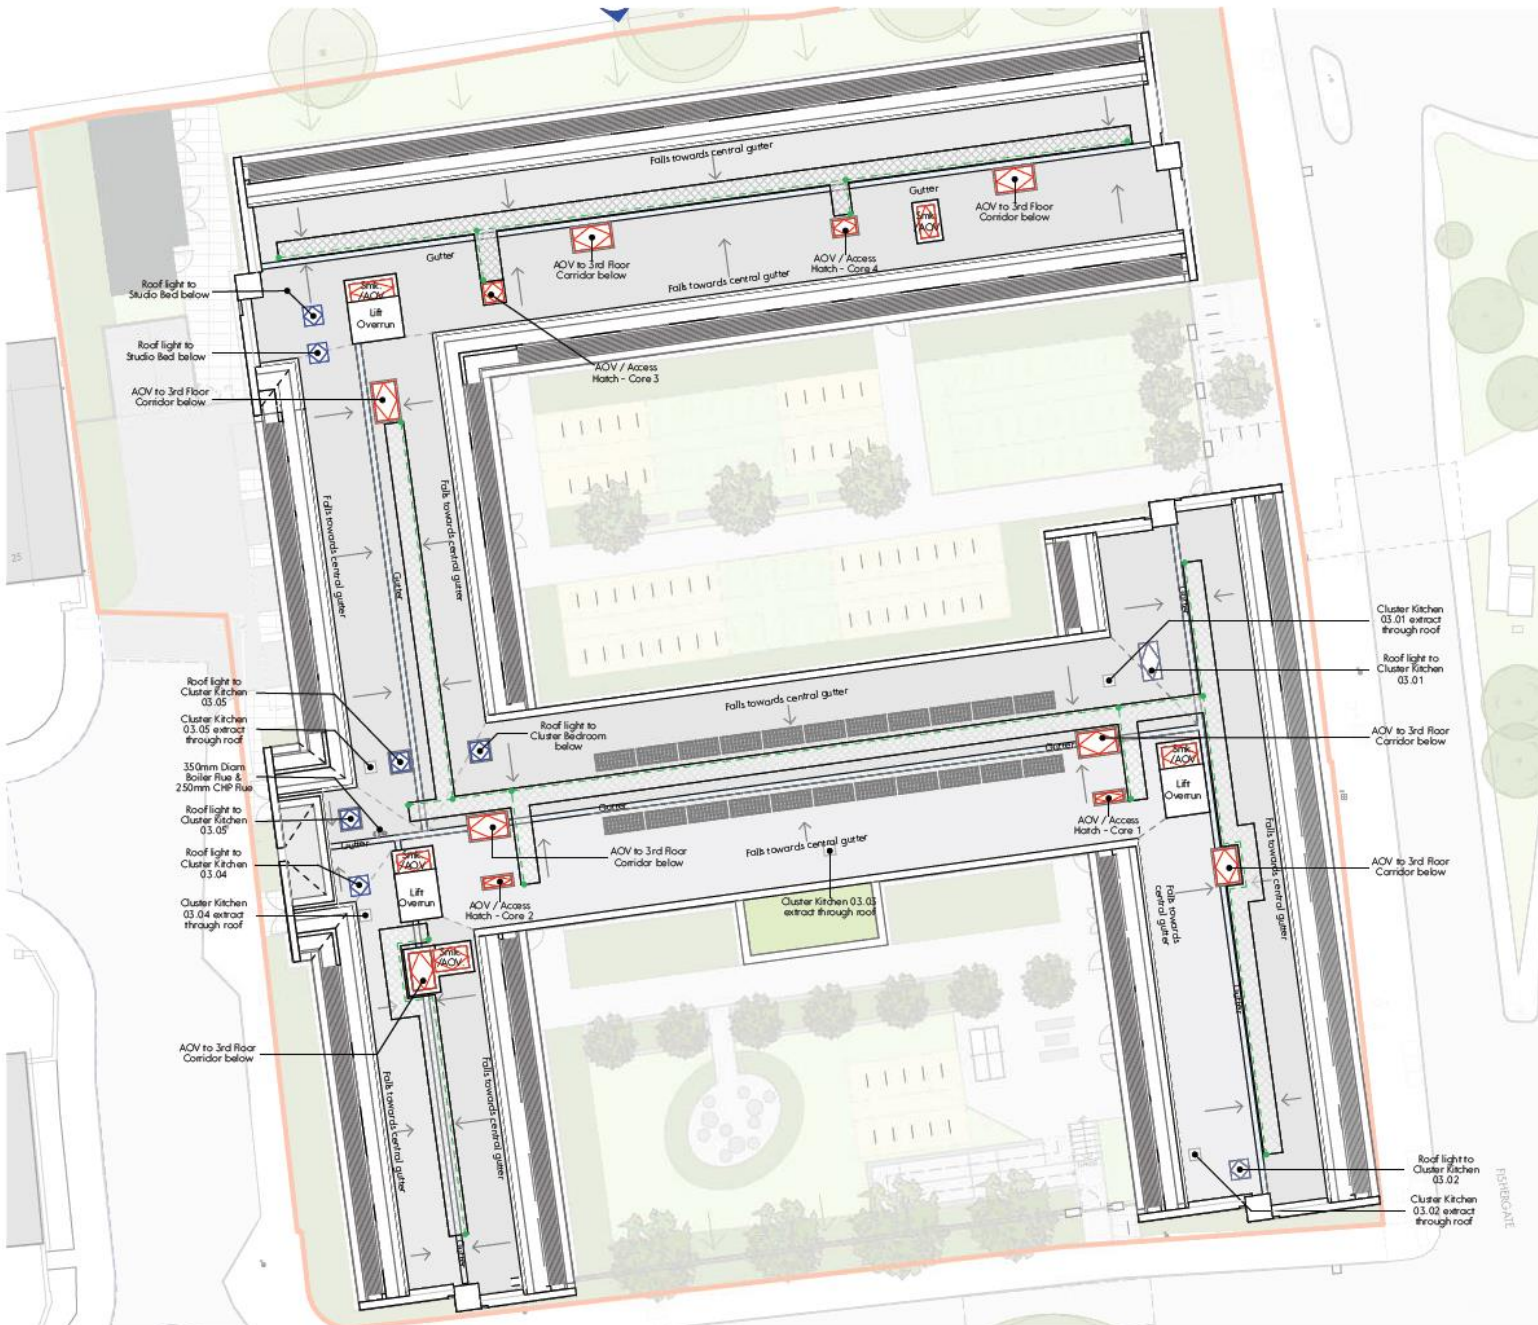 Falls towards central gutter
Gutter
AOV to 3rd Floor
Corridor below
Smk
/AOV
Gutter
AOV to 3rd Floor
Corridor below
AOV / Access
Hatch - Core 4
Falls towards central gutter
Roof light to
Studio Bed below
Smk
/AOV
Lift
Overrun
Roof light to
Studio Bed below
AOV / Access
Hatch - Core 3
AOV to 3rd Floor
Corridor below
Falls towards central gutter
Falls towards central gutter
Gutter
25
Gutter
Cluster Kitchen
03.01 extract
through roof
Roof light to
Cluster Kitchen
03.01
Roof light to
Cluster Kitchen
03.05
Cluster Kitchen
03.05 extract
through roof
350mm Diam
Boiler Flue &
250mm CHP Flue
Roof light to
Cluster Kitchen
03.05
Roof light to
Cluster Kitchen
03.04
Cluster Kitchen
03.04 extract
through roof
Falls towards central gutter
Roof light to
Cluster Bedroom
below
Gutter
AOV to 3rd Floor
Corridor below
Smk
/AOV
Lift
Overrun
Gutter
AOV / Access
Hatch - Core 1
Falls towards central gutter
Gutter
Smk
/AOV
Lift
Overrun
AOV to 3rd Floor
Corridor below
AOV / Access
Hatch - Core 2
Cluster Kitchen 03.03
extract through roof
AOV to 3rd Floor
Corridor below
Falls towards central gutter
Falls towards
central gutter
Gutter
Smk
/AOV
AOV to 3rd Floor
Corridor below
Falls towards central gutter
Falls towards central gutter
Gutter
Roof light to
Cluster Kitchen
03.02
Cluster Kitchen
03.02 extract
through roof
FISHERGATE